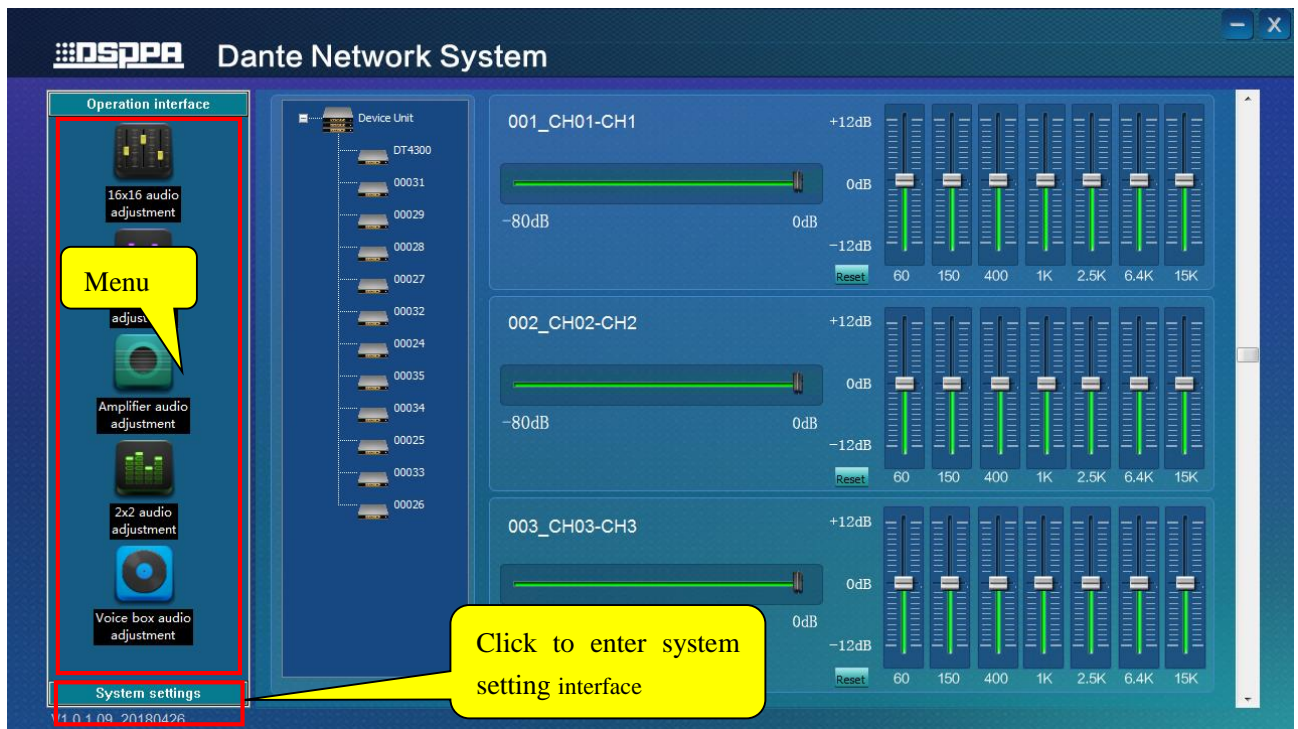 DSPPA Dante Network System
- X
Operation interface
16x16 audio
adjustment
Menu
adjus
Amplifier audio
adjustment
2x2 audio
adjustment
Voice box audio
adjustment
System settings
V1.0.1.09_20180426
Device Unit
DT4300
00031
00029
00028
00027
00032
00024
00035
00034
00025
00033
00026
001_CH01-CH1
-80dB 0dB
+12dB
0dB
-12dB
Reset 60 150 400 1K 2.5K 6.4K 15K
002_CH02-CH2
-80dB 0dB
+12dB
0dB
-12dB
Reset 60 150 400 1K 2.5K 6.4K 15K
003_CH03-CH3
0dB
+12dB
0dB
-12dB
Reset 60 150 400 1K 2.5K 6.4K 15K
Click to enter system
setting interface